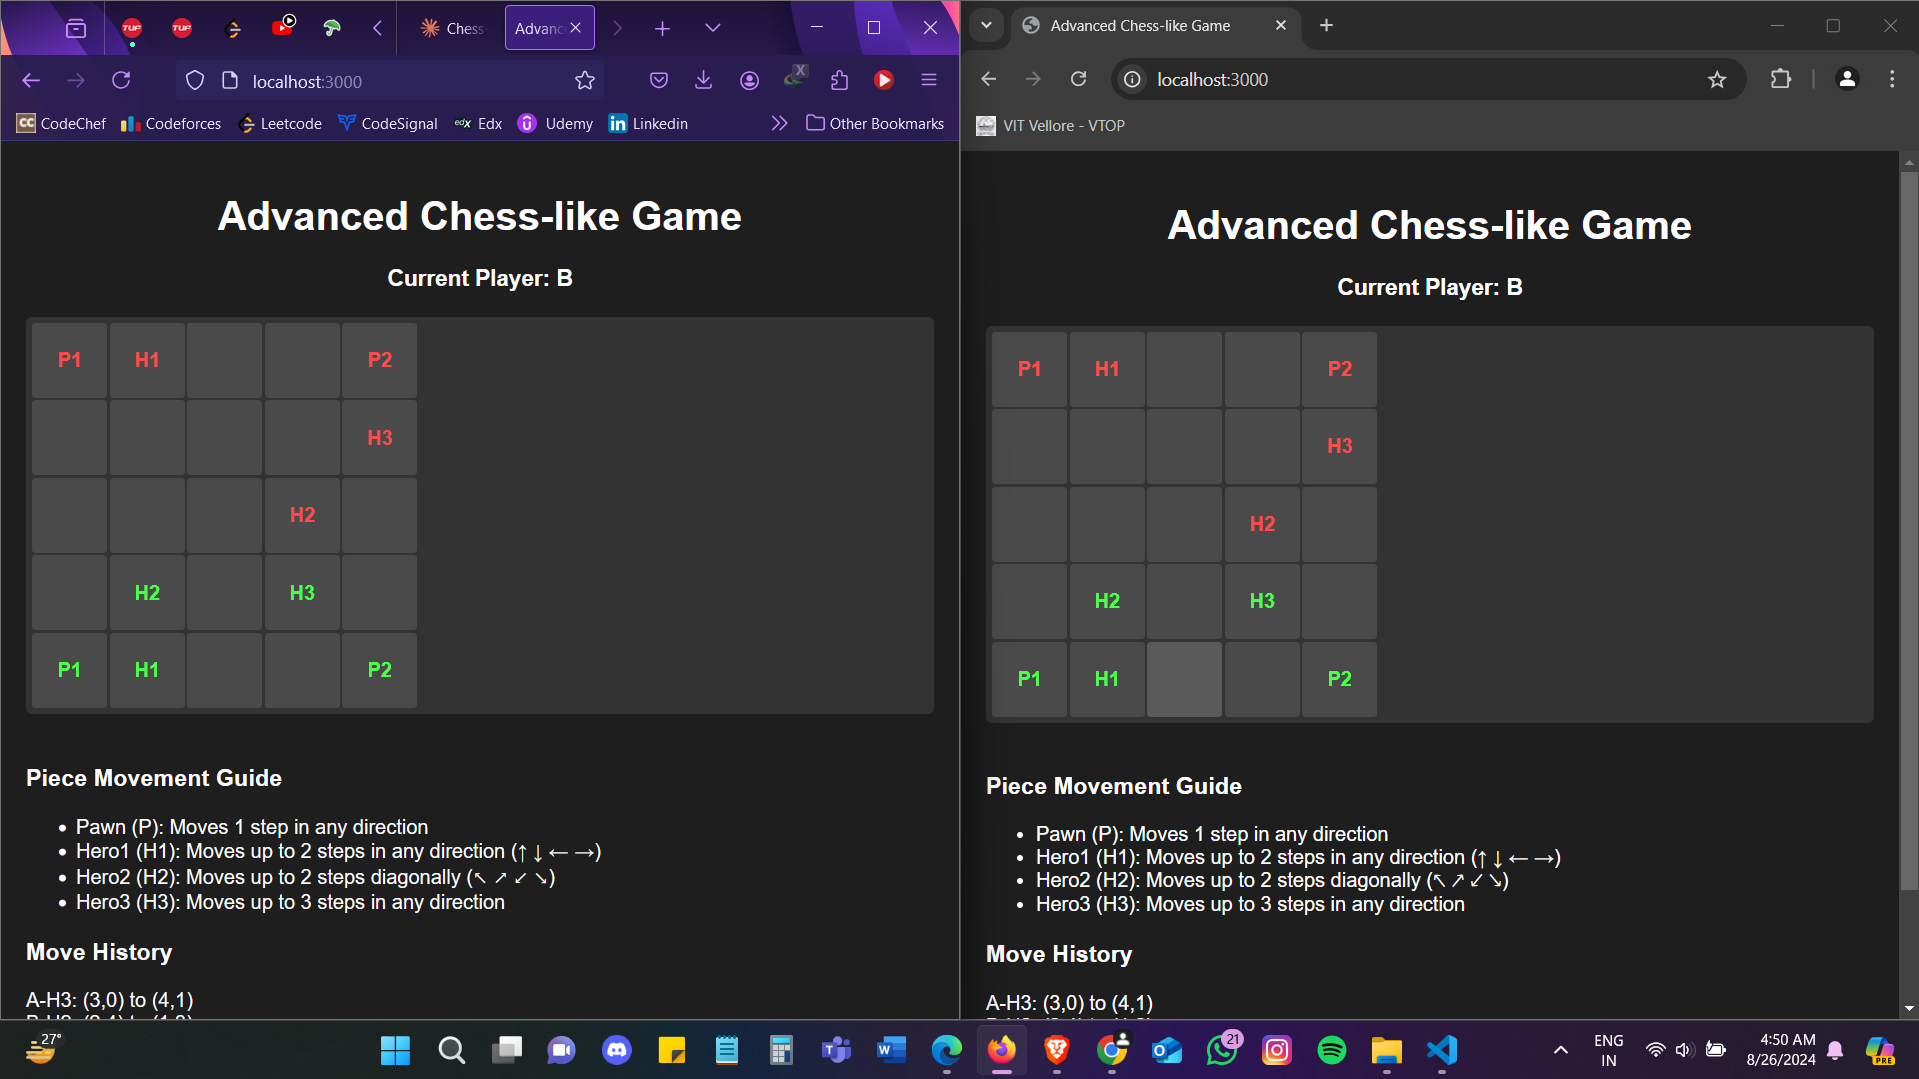 Chess
Advanc
localhost:3000
CodeChef
Codeforces
Leetcode
CodeSignal
edX Edx
Udemy
Linkedin
Other Bookmarks
Advanced Chess-like Game
Current Player: B
P1 H1 P2
H3
H2
H2 H3
P1 H1 P2
Piece Movement Guide
• Pawn (P): Moves 1 step in any direction
• Hero1 (H1): Moves up to 2 steps in any direction (↑↓←→)
• Hero2 (H2): Moves up to 2 steps diagonally (↖↗↙↘)
• Hero3 (H3): Moves up to 3 steps in any direction
Move History
A-H3: (3,0) to (4,1)
Advanced Chess-like Game
localhost:3000
VIT Vellore - VTOP
Advanced Chess-like Game
Current Player: B
P1 H1 P2
H3
H2
H2 H3
P1 H1 P2
Piece Movement Guide
• Pawn (P): Moves 1 step in any direction
• Hero1 (H1): Moves up to 2 steps in any direction (↑↓←→)
• Hero2 (H2): Moves up to 2 steps diagonally (↖↗↙↘)
• Hero3 (H3): Moves up to 3 steps in any direction
Move History
A-H3: (3,0) to (4,1)
27°
21
ENG
IN
4:50 AM
8/26/2024
PRE